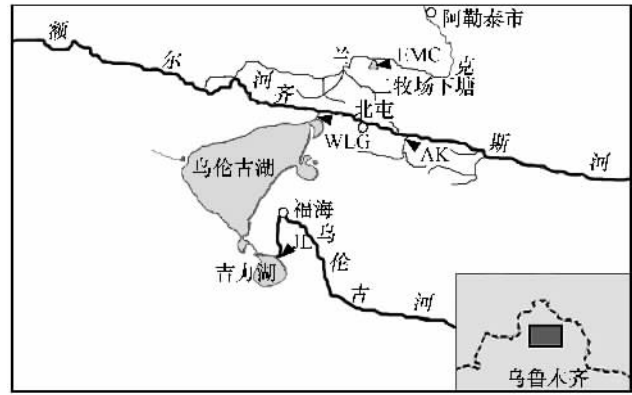 阿勒泰市
额尔齐斯河
兰
克
EMC
二牧场下塘
北屯
WLG
AK
乌伦古湖
福海
JL
乌伦古河
吉力湖
乌鲁木齐